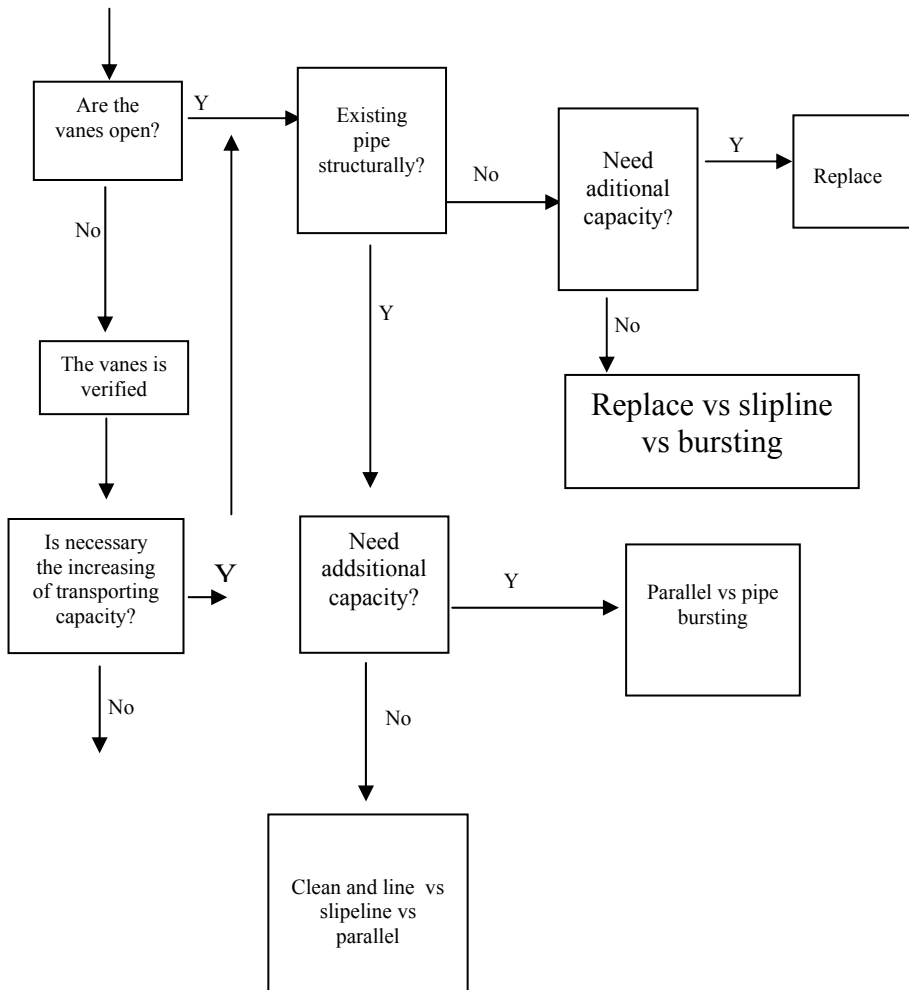 Are the
vanes open?
Y
Existing
pipe
structurally?
No
Need
aditional
capacity?
Y
Replace
No
The vanes is
verified
Y
No
Replace vs slipline
vs bursting
Is necessary
the increasing
of transporting
capacity?
Y
No
Need
addsitional
capacity?
Y
Parallel vs pipe
bursting
No
Clean and line vs
slipeline vs
parallel